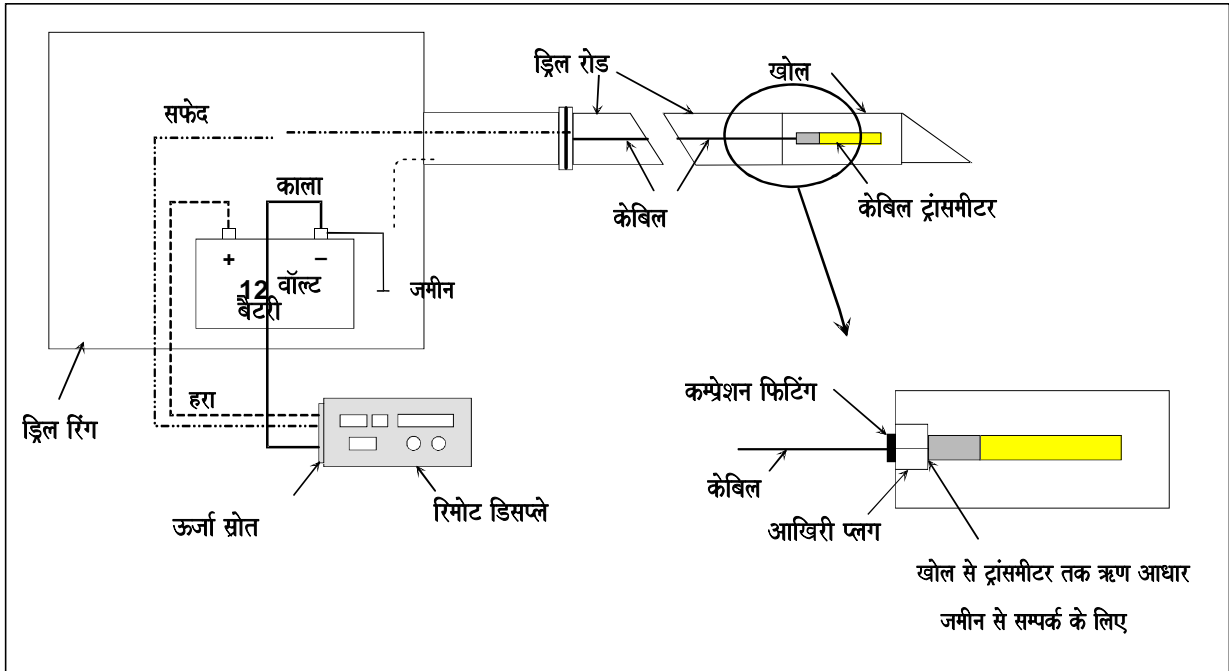 ड्रिल रोड
खोल
सफेद
काला
केबिल
केबिल ट्रांसमीटर
+
–
12 वॉल्ट
बैटरी
जमीन
हरा
ड्रिल रिंग
कम्प्रेशन फिटिंग
केबिल
रिमोट डिसप्ले
ऊर्जा स्रोत
आखिरी प्लग
खोल से ट्रांसमीटर तक ऋण आधार
जमीन से सम्पर्क के लिए